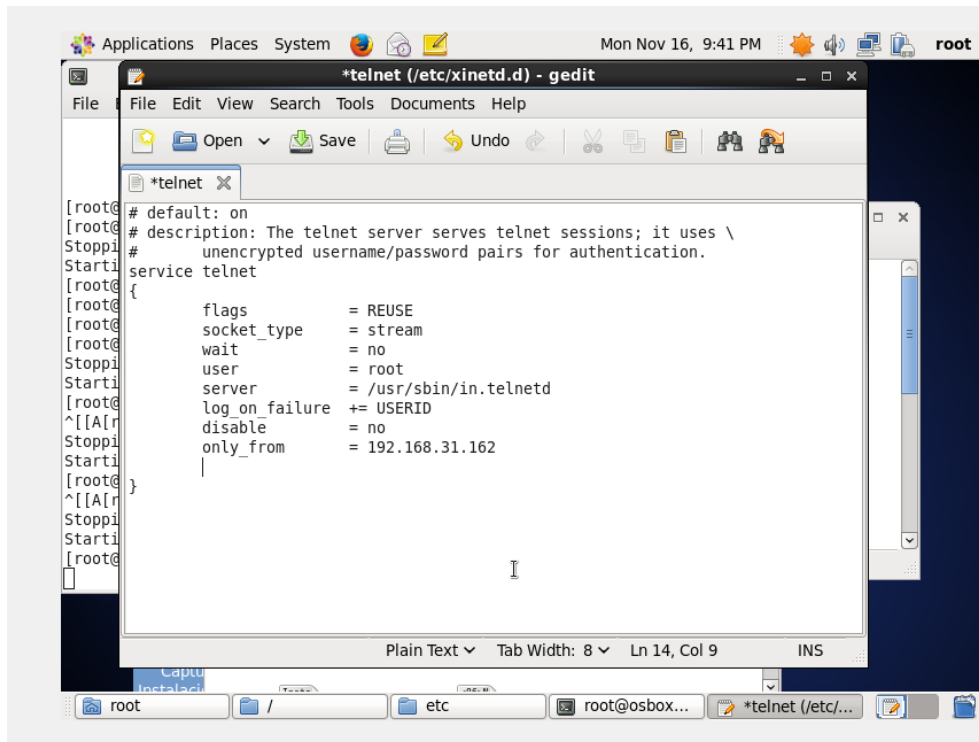 Applications Places System Mon Nov 16, 9:41 PM root
*telnet (/etc/xinetd.d) - gedit
File
File Edit View Search Tools Documents Help
Open Save Undo
*telnet
# default: on
# description: The telnet server serves telnet sessions; it uses \
# unencrypted username/password pairs for authentication.
service telnet
{
flags = REUSE
socket_type = stream
wait = no
user = root
server = /usr/sbin/in.telnetd
log_on_failure += USERID
disable = no
only_from = 192.168.31.162
}
[root@
[root@
Stoppi
Starti
[root@
[root@
[root@
[root@
Stoppi
Starti
[root@
^[[A[r
Stoppi
Starti
[root@
^[[A[r
Stoppi
Starti
[root@
Plain Text Tab Width: 8 Ln 14, Col 9 INS
Captu
Instalaci
root / etc root@osbox... *telnet (/etc/...